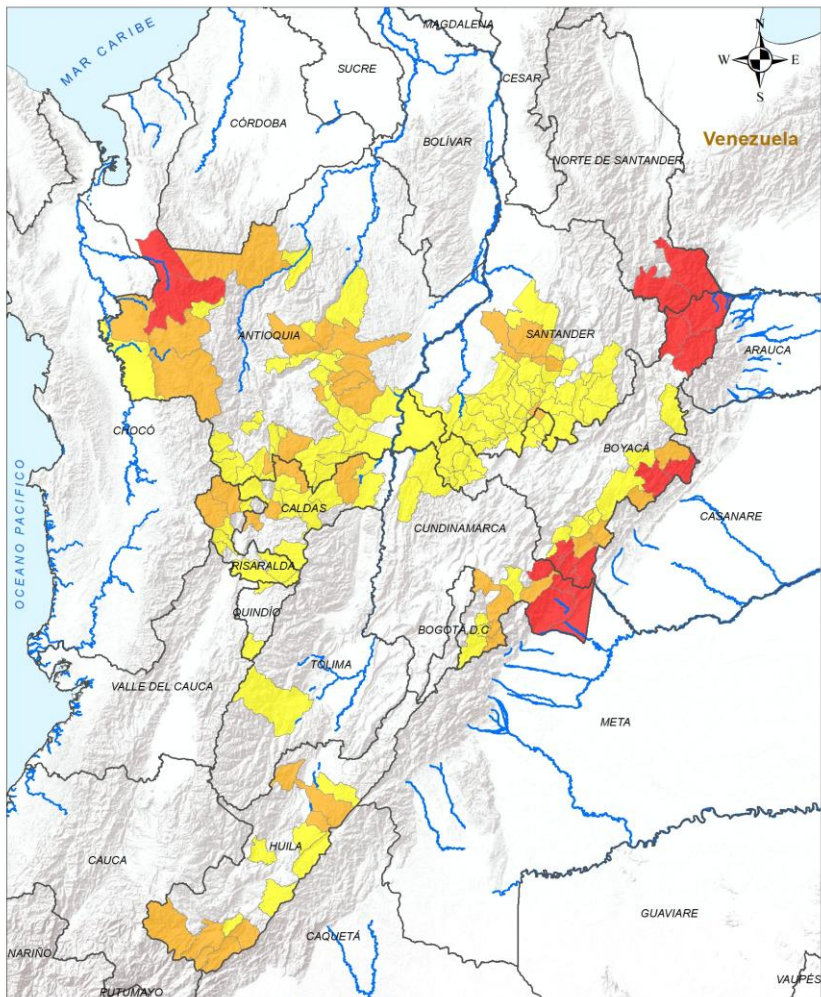 MAGDALENA
MAR CARIBE
SUCRE
CESAR
N
W E
S
CÓRDOBA
BOLÍVAR
Venezuela
NORTE DE SANTANDER
ANTIOQUIA
SANTANDER
ARAUCA
CHOCÓ
BOYACÁ
CALDAS
CASANARE
CUNDINAMARCA
OCEANO PACIFICO
RISARALDA
QUINDÍO
BOGOTÁ, D.C
TOLIMA
VALLE DEL CAUCA
META
HUILA
CAUCA
GUAVIARE
CAQUETÁ
NARIÑO
PUTUMAYO
VAUPÉS